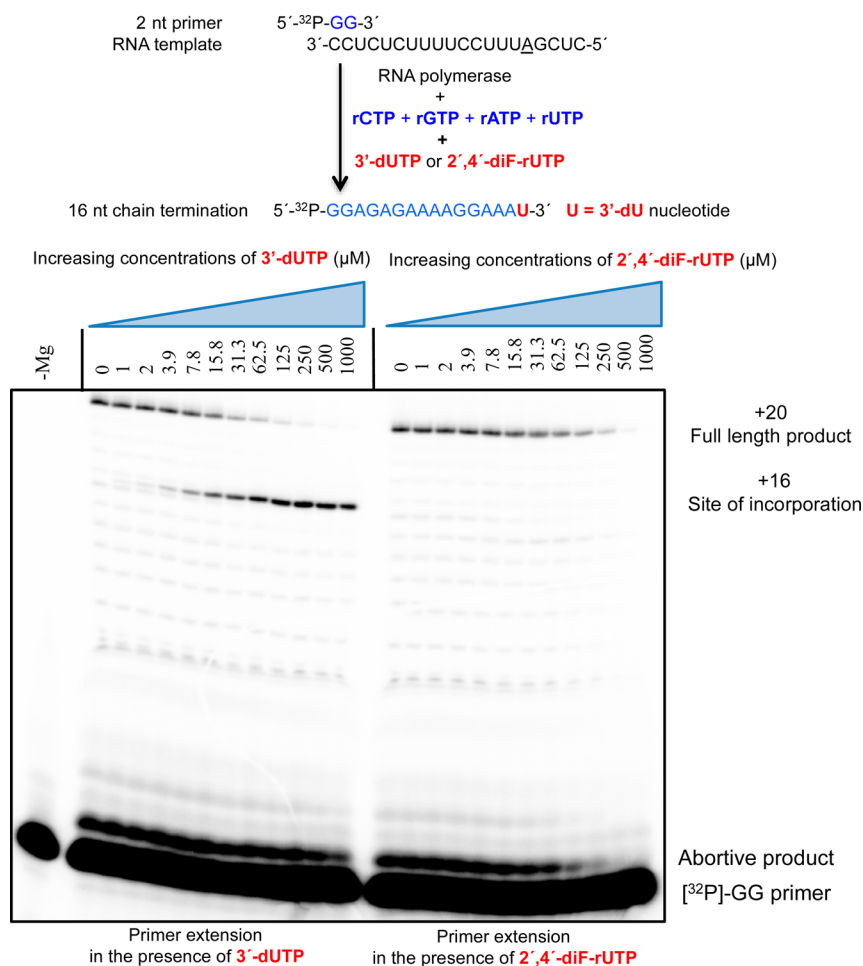 2 nt primer 5´-³²P-GG-3´
RNA template 3´-CCUCUCUUUUCCUUUAGCUC-5´
RNA polymerase
+
rCTP + rGTP + rATP + rUTP
+
3’-dUTP or 2´,4´-diF-rUTP
16 nt chain termination 5´-³²P-GGAGAGAAAAGGAAAU-3´ U = 3’-dU nucleotide
Increasing concentrations of 3’-dUTP (µM) Increasing concentrations of 2´,4´-diF-rUTP (µM)
-Mg 0 1 2 3.9 7.8 15.8 31.3 62.5 125 250 500 1000 0 1 2 3.9 7.8 15.8 31.3 62.5 125 250 500 1000
+20
Full length product
+16
Site of incorporation
Abortive product
[³²P]-GG primer
Primer extension
in the presence of 3´-dUTP
Primer extension
in the presence of 2´,4´-diF-rUTP